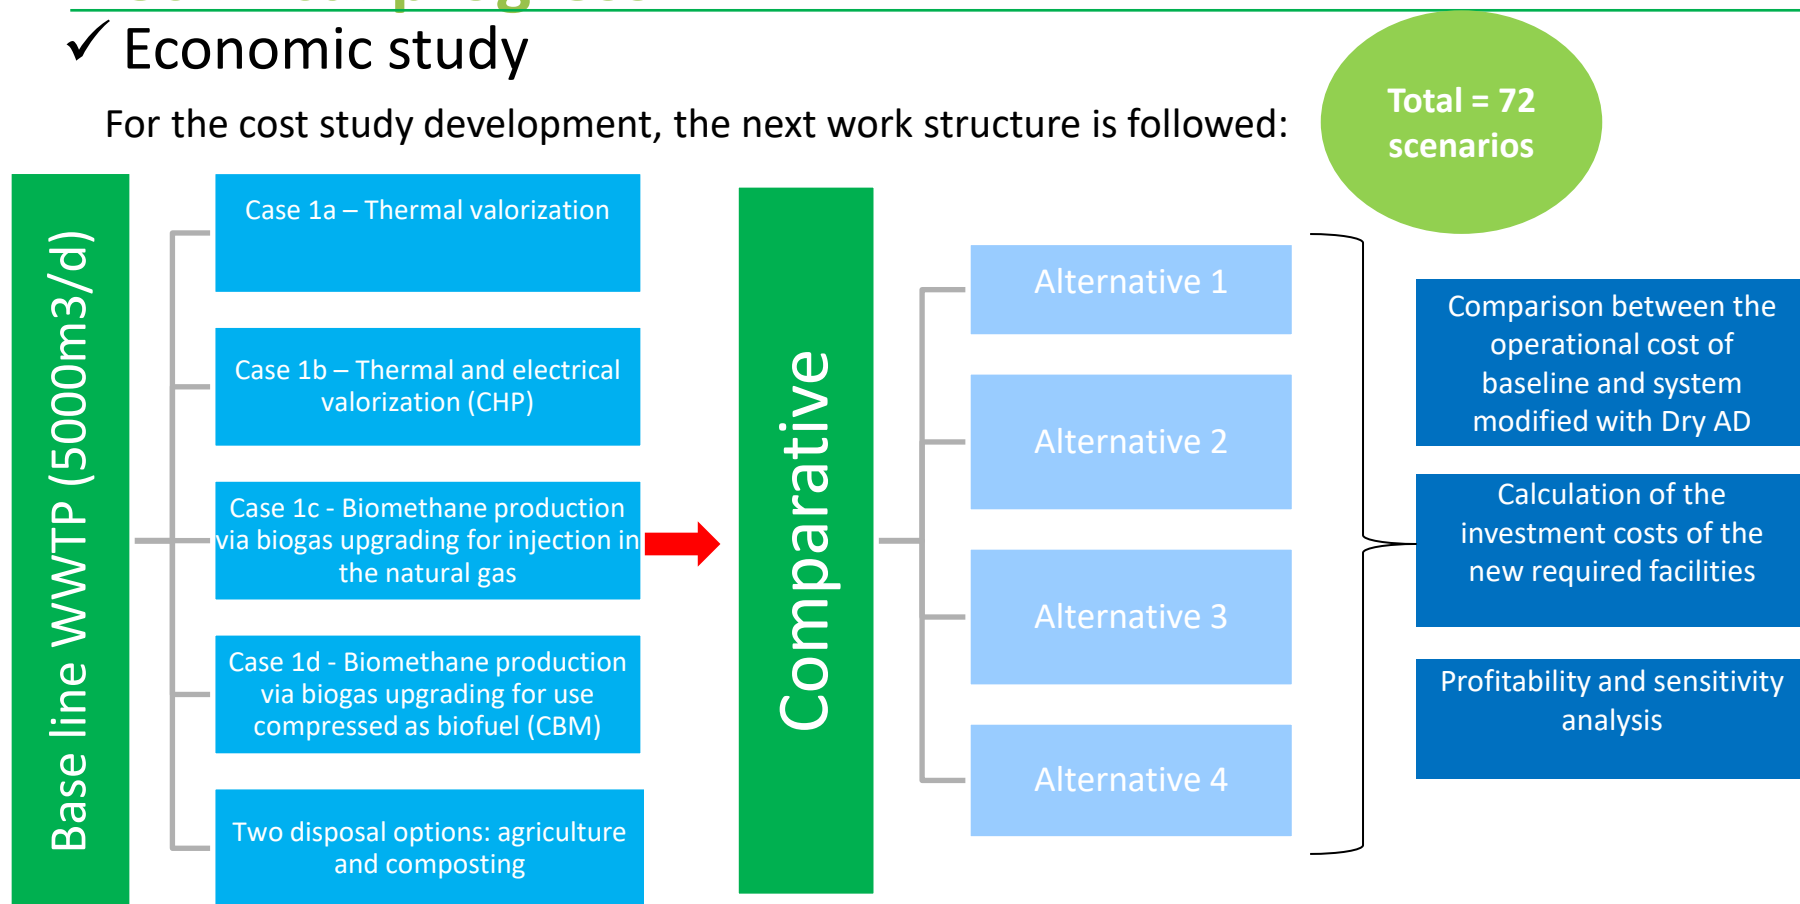 ✓ Economic study
For the cost study development, the next work structure is followed:
Total = 72
scenarios
Base line WWTP (5000m3/d)
Case 1a – Thermal valorization
Case 1b – Thermal and electrical
valorization (CHP)
Case 1c - Biomethane production
via biogas upgrading for injection in
the natural gas
Case 1d - Biomethane production
via biogas upgrading for use
compressed as biofuel (CBM)
Two disposal options: agriculture
and composting
Comparative
Alternative 1
Alternative 2
Alternative 3
Alternative 4
Comparison between the
operational cost of
baseline and system
modified with Dry AD
Calculation of the
investment costs of the
new required facilities
Profitability and sensitivity
analysis